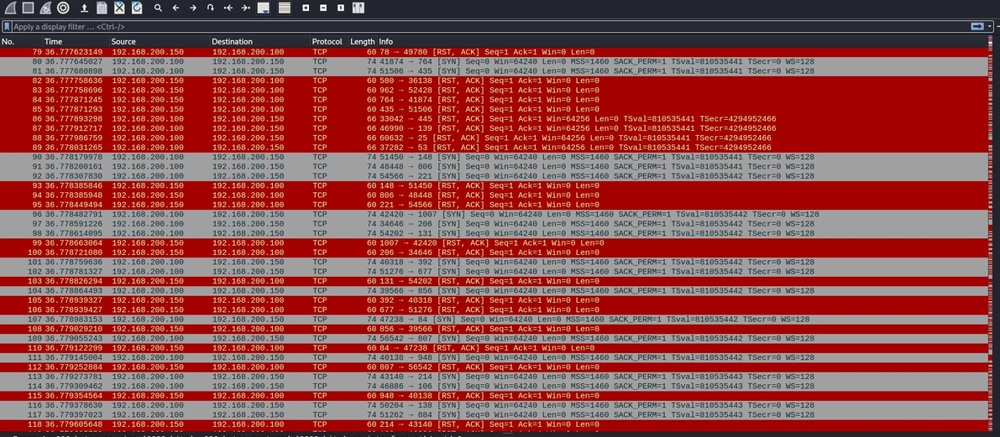 Apply a display filter ... <Ctrl-/>
No. Time Source Destination Protocol Length Info
79 36.777623149 192.168.200.150 192.168.200.100 TCP 60 78 → 49780 [RST, ACK] Seq=1 Ack=1 Win=0 Len=0
80 36.777645027 192.168.200.100 192.168.200.150 TCP 74 41874 → 764 [SYN] Seq=0 Win=64240 Len=0 MSS=1460 SACK_PERM=1 TSval=810535441 TSecr=0 WS=128
81 36.777680898 192.168.200.100 192.168.200.150 TCP 74 51506 → 435 [SYN] Seq=0 Win=64240 Len=0 MSS=1460 SACK_PERM=1 TSval=810535441 TSecr=0 WS=128
82 36.777758636 192.168.200.150 192.168.200.100 TCP 60 580 → 36138 [RST, ACK] Seq=1 Ack=1 Win=0 Len=0
83 36.777758696 192.168.200.150 192.168.200.100 TCP 60 962 → 52428 [RST, ACK] Seq=1 Ack=1 Win=0 Len=0
84 36.777871245 192.168.200.150 192.168.200.100 TCP 60 764 → 41874 [RST, ACK] Seq=1 Ack=1 Win=0 Len=0
85 36.777871293 192.168.200.150 192.168.200.100 TCP 60 435 → 51506 [RST, ACK] Seq=1 Ack=1 Win=0 Len=0
86 36.777893298 192.168.200.100 192.168.200.150 TCP 66 33042 → 445 [RST, ACK] Seq=1 Ack=1 Win=64256 Len=0 TSval=810535441 TSecr=4294952466
87 36.777912717 192.168.200.100 192.168.200.150 TCP 66 46990 → 139 [RST, ACK] Seq=1 Ack=1 Win=64256 Len=0 TSval=810535441 TSecr=4294952466
88 36.777986759 192.168.200.100 192.168.200.150 TCP 66 60632 → 25 [RST, ACK] Seq=1 Ack=1 Win=64256 Len=0 TSval=810535441 TSecr=4294952466
89 36.778031265 192.168.200.100 192.168.200.150 TCP 66 37282 → 53 [RST, ACK] Seq=1 Ack=1 Win=64256 Len=0 TSval=810535441 TSecr=4294952466
90 36.778179978 192.168.200.100 192.168.200.150 TCP 74 51450 → 148 [SYN] Seq=0 Win=64240 Len=0 MSS=1460 SACK_PERM=1 TSval=810535442 TSecr=0 WS=128
91 36.778200161 192.168.200.100 192.168.200.150 TCP 74 48448 → 806 [SYN] Seq=0 Win=64240 Len=0 MSS=1460 SACK_PERM=1 TSval=810535442 TSecr=0 WS=128
92 36.778307830 192.168.200.100 192.168.200.150 TCP 74 54566 → 221 [SYN] Seq=0 Win=64240 Len=0 MSS=1460 SACK_PERM=1 TSval=810535442 TSecr=0 WS=128
93 36.778385846 192.168.200.150 192.168.200.100 TCP 60 148 → 51450 [RST, ACK] Seq=1 Ack=1 Win=0 Len=0
94 36.778385948 192.168.200.150 192.168.200.100 TCP 60 806 → 48448 [RST, ACK] Seq=1 Ack=1 Win=0 Len=0
95 36.778449494 192.168.200.150 192.168.200.100 TCP 60 221 → 54566 [RST, ACK] Seq=1 Ack=1 Win=0 Len=0
96 36.778482791 192.168.200.100 192.168.200.150 TCP 74 42420 → 1007 [SYN] Seq=0 Win=64240 Len=0 MSS=1460 SACK_PERM=1 TSval=810535442 TSecr=0 WS=128
97 36.778591226 192.168.200.100 192.168.200.150 TCP 74 34646 → 206 [SYN] Seq=0 Win=64240 Len=0 MSS=1460 SACK_PERM=1 TSval=810535442 TSecr=0 WS=128
98 36.778614095 192.168.200.100 192.168.200.150 TCP 74 54202 → 131 [SYN] Seq=0 Win=64240 Len=0 MSS=1460 SACK_PERM=1 TSval=810535442 TSecr=0 WS=128
99 36.778663064 192.168.200.150 192.168.200.100 TCP 60 1007 → 42420 [RST, ACK] Seq=1 Ack=1 Win=0 Len=0
100 36.778721080 192.168.200.150 192.168.200.100 TCP 60 206 → 34646 [RST, ACK] Seq=1 Ack=1 Win=0 Len=0
101 36.778759636 192.168.200.100 192.168.200.150 TCP 74 40318 → 392 [SYN] Seq=0 Win=64240 Len=0 MSS=1460 SACK_PERM=1 TSval=810535442 TSecr=0 WS=128
102 36.778781327 192.168.200.100 192.168.200.150 TCP 74 51276 → 677 [SYN] Seq=0 Win=64240 Len=0 MSS=1460 SACK_PERM=1 TSval=810535442 TSecr=0 WS=128
103 36.778826294 192.168.200.150 192.168.200.100 TCP 60 131 → 54202 [RST, ACK] Seq=1 Ack=1 Win=0 Len=0
104 36.778864493 192.168.200.100 192.168.200.150 TCP 74 39566 → 856 [SYN] Seq=0 Win=64240 Len=0 MSS=1460 SACK_PERM=1 TSval=810535442 TSecr=0 WS=128
105 36.778939327 192.168.200.150 192.168.200.100 TCP 60 392 → 40318 [RST, ACK] Seq=1 Ack=1 Win=0 Len=0
106 36.778939427 192.168.200.150 192.168.200.100 TCP 60 677 → 51276 [RST, ACK] Seq=1 Ack=1 Win=0 Len=0
107 36.778983153 192.168.200.100 192.168.200.150 TCP 74 47238 → 84 [SYN] Seq=0 Win=64240 Len=0 MSS=1460 SACK_PERM=1 TSval=810535442 TSecr=0 WS=128
108 36.779029210 192.168.200.150 192.168.200.100 TCP 60 856 → 39566 [RST, ACK] Seq=1 Ack=1 Win=0 Len=0
109 36.779055243 192.168.200.100 192.168.200.150 TCP 74 56542 → 807 [SYN] Seq=0 Win=64240 Len=0 MSS=1460 SACK_PERM=1 TSval=810535442 TSecr=0 WS=128
110 36.779122299 192.168.200.150 192.168.200.100 TCP 60 84 → 47238 [RST, ACK] Seq=1 Ack=1 Win=0 Len=0
111 36.779145004 192.168.200.100 192.168.200.150 TCP 74 40138 → 948 [SYN] Seq=0 Win=64240 Len=0 MSS=1460 SACK_PERM=1 TSval=810535443 TSecr=0 WS=128
112 36.779252884 192.168.200.150 192.168.200.100 TCP 60 807 → 56542 [RST, ACK] Seq=1 Ack=1 Win=0 Len=0
113 36.779273781 192.168.200.100 192.168.200.150 TCP 74 43140 → 214 [SYN] Seq=0 Win=64240 Len=0 MSS=1460 SACK_PERM=1 TSval=810535443 TSecr=0 WS=128
114 36.779309462 192.168.200.100 192.168.200.150 TCP 74 46886 → 106 [SYN] Seq=0 Win=64240 Len=0 MSS=1460 SACK_PERM=1 TSval=810535443 TSecr=0 WS=128
115 36.779354564 192.168.200.150 192.168.200.100 TCP 60 948 → 40138 [RST, ACK] Seq=1 Ack=1 Win=0 Len=0
116 36.779378630 192.168.200.100 192.168.200.150 TCP 74 50204 → 138 [SYN] Seq=0 Win=64240 Len=0 MSS=1460 SACK_PERM=1 TSval=810535443 TSecr=0 WS=128
117 36.779397023 192.168.200.100 192.168.200.150 TCP 74 51262 → 884 [SYN] Seq=0 Win=64240 Len=0 MSS=1460 SACK_PERM=1 TSval=810535443 TSecr=0 WS=128
118 36.779605648 192.168.200.150 192.168.200.100 TCP 60 214 → 43140 [RST, ACK] Seq=1 Ack=1 Win=0 Len=0